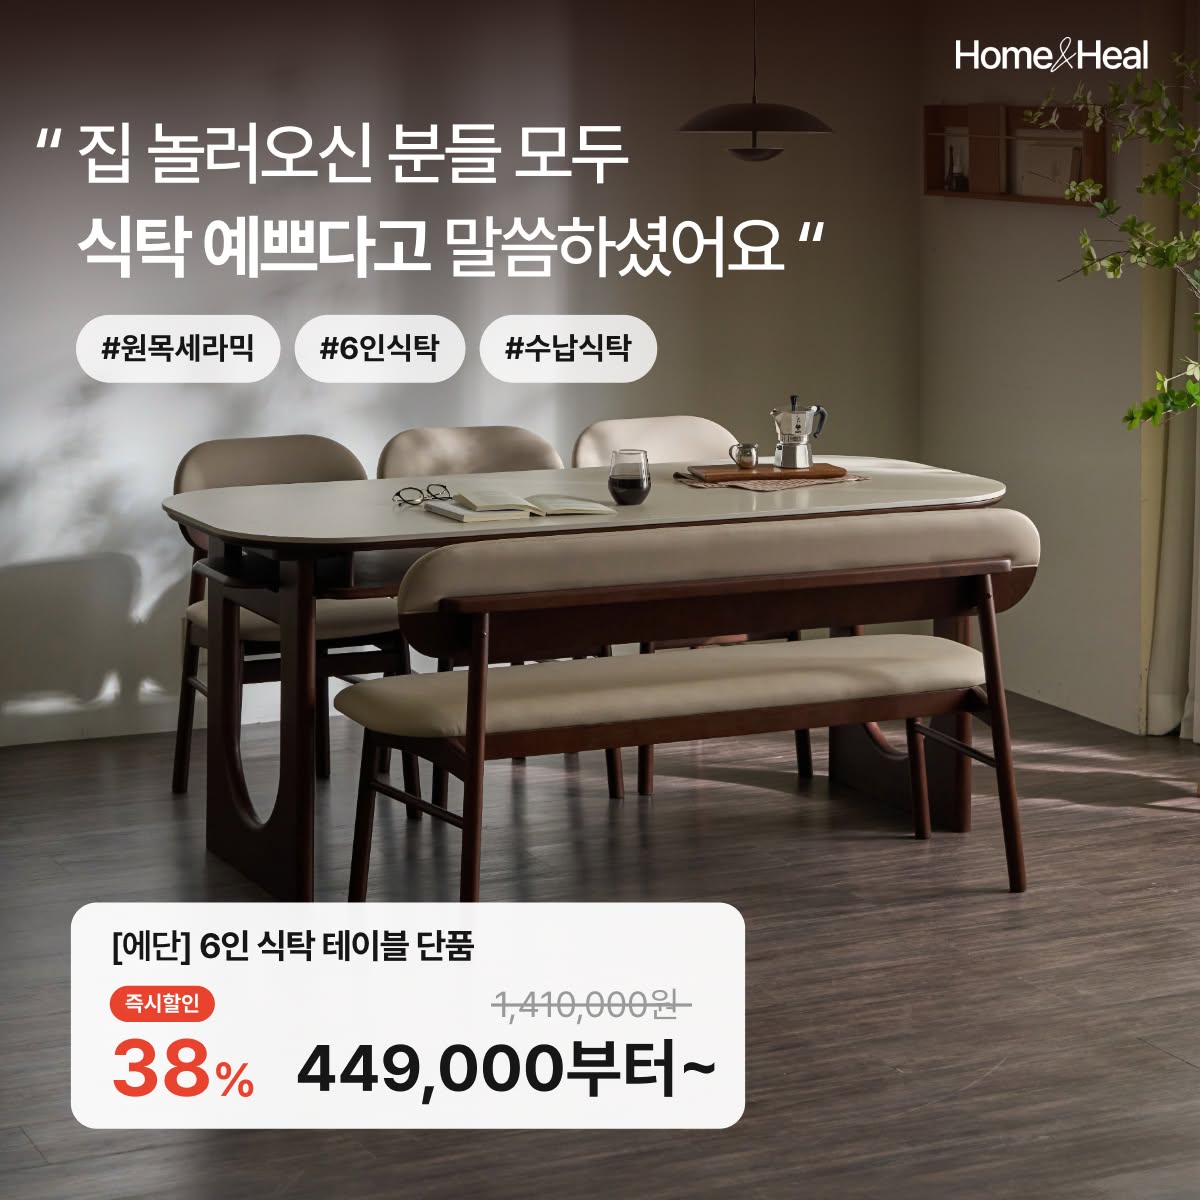 Home&Heal
“ 집 놀러오신 분들 모두
식탁 예쁘다고 말씀하셨어요 “
#원목세라믹 #6인식탁 #수납식탁
[에단] 6인 식탁 테이블 단품
즉시할인 1,410,000원
38% 449,000부터~